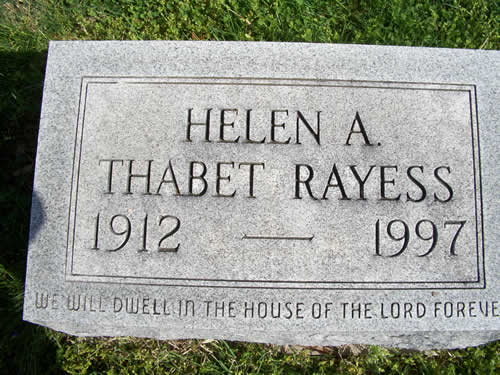 HELEN A.
THABET RAYESS
1912 — 1997
WE WILL DWELL IN THE HOUSE OF THE LORD FOREVE